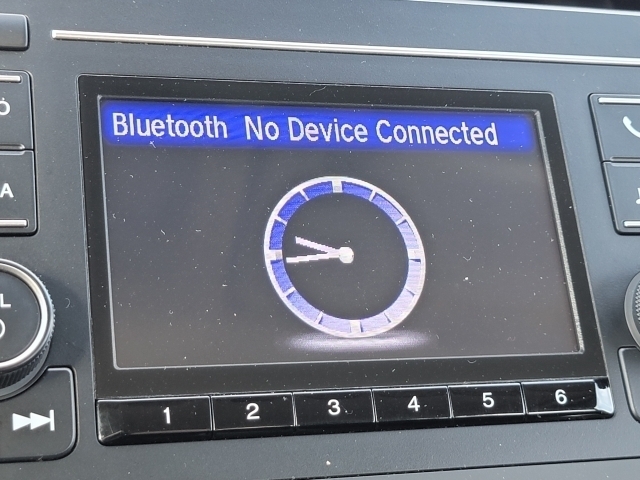 Bluetooth No Device Connected
A
L
1 2 3 4 5 6